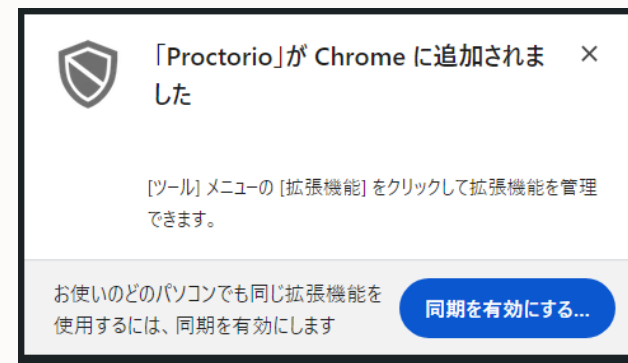 「Proctorio」が Chrome に追加されま
した
[ツール] メニューの [拡張機能] をクリックして拡張機能を管理
できます。
お使いのどのパソコンでも同じ拡張機能を
使用するには、同期を有効にします
同期を有効にする...